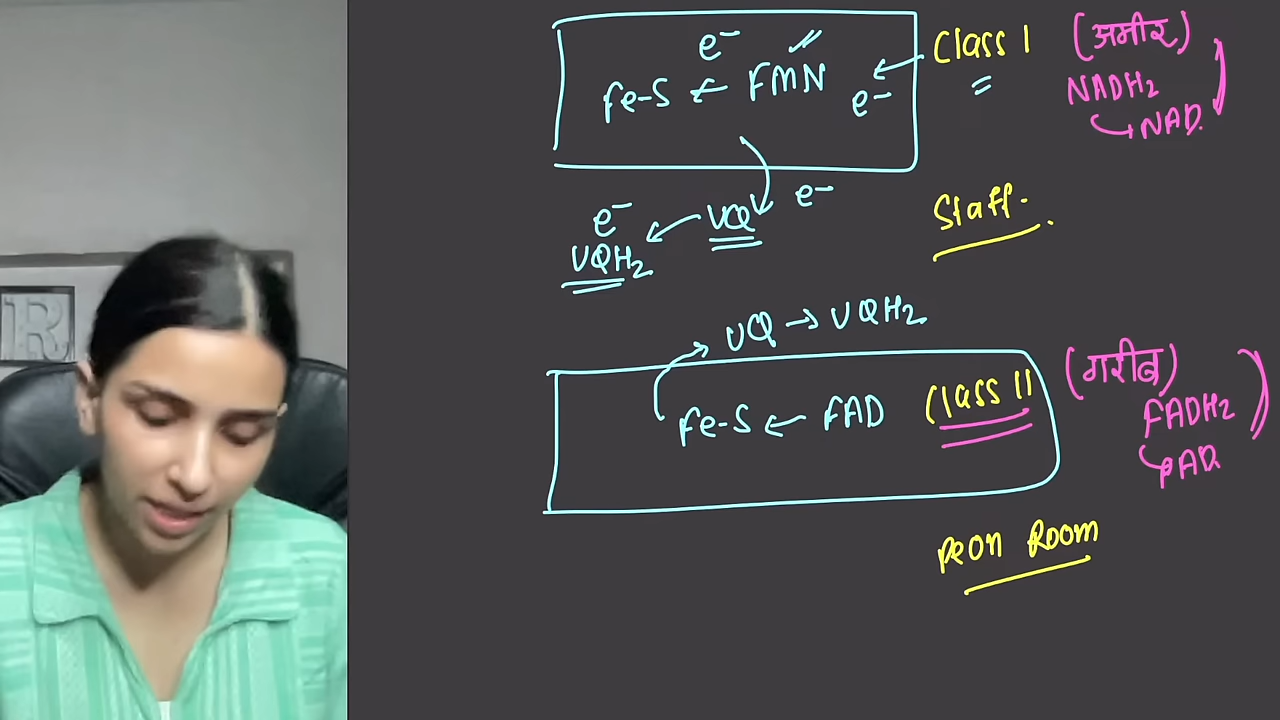 e⁻
Fe-S ← FMN
e⁻
Class I
(अमीर)
NADH₂
→ NAD.
e⁻
UQH₂ ← UQ
e⁻
Staff.
UQ → UQH₂
Fe-S ← FAD
Class II
(गरीब)
FADH₂
→ FAD
peon Room
R